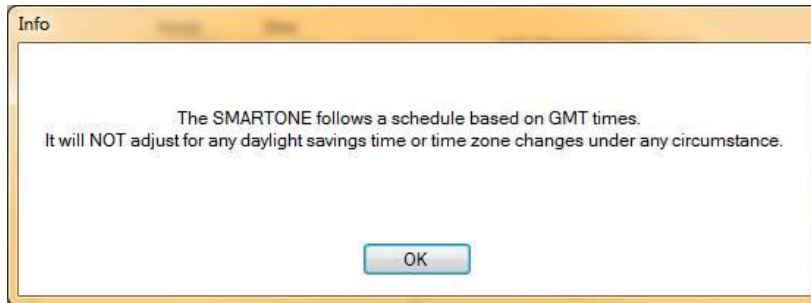 Info
The SMARTONE follows a schedule based on GMT times.
It will NOT adjust for any daylight savings time or time zone changes under any circumstance.
OK